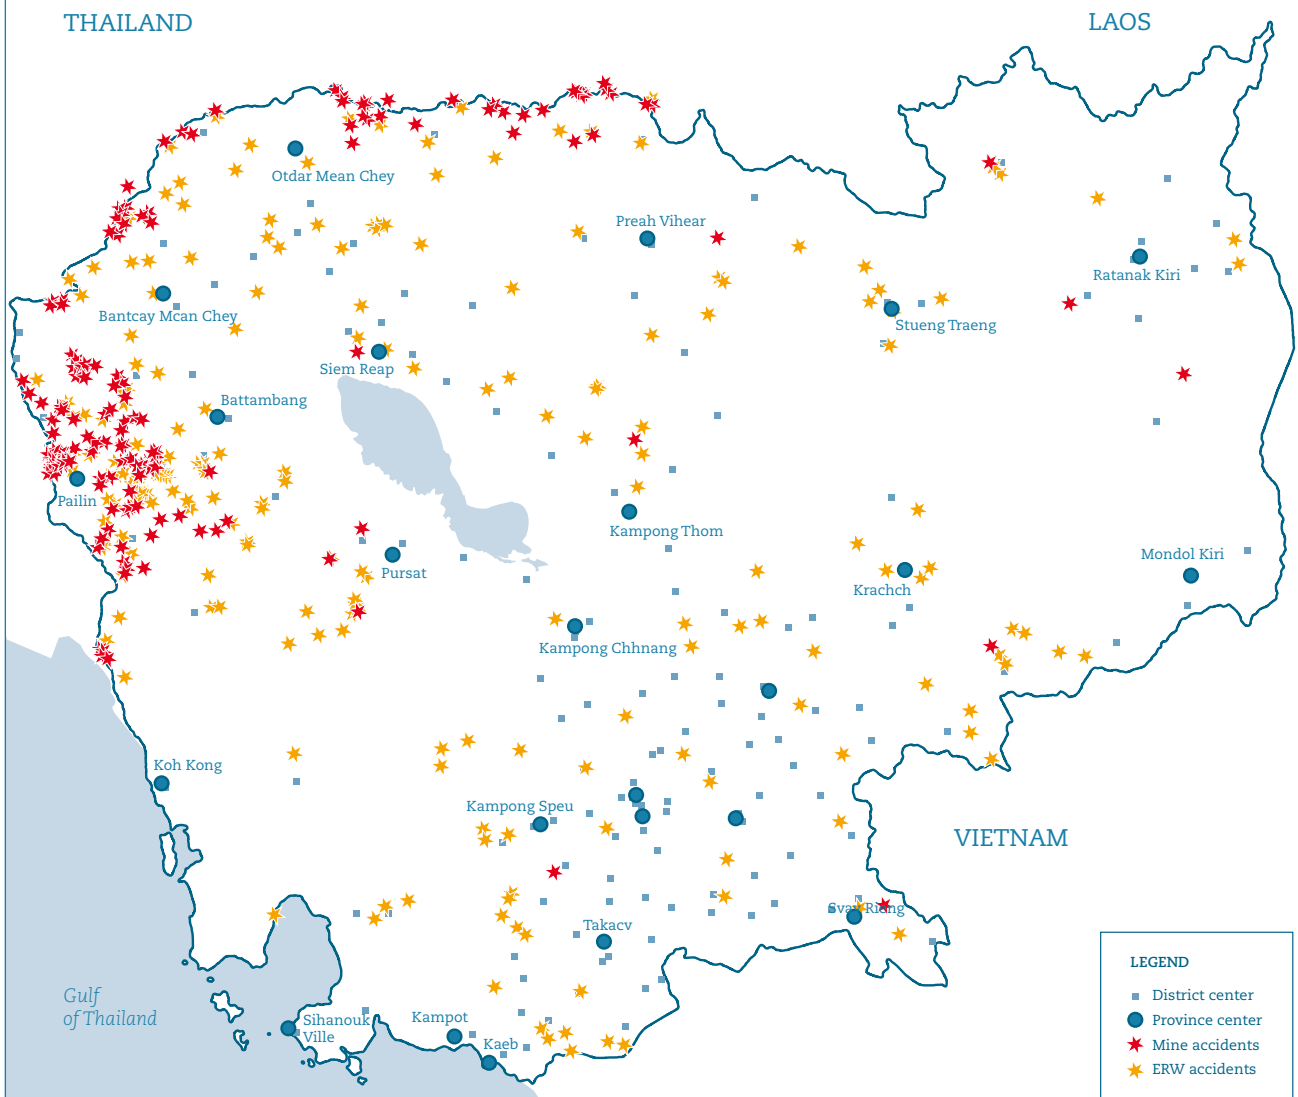 THAILAND
LAOS
Otdar Mean Chey
Preah Vihear
Ratanak Kiri
Bantcay Mcan Chey
Stueng Traeng
Siem Reap
Battambang
Pailin
Kampong Thom
Pursat
Mondol Kiri
Krachch
Kampong Chhnang
Koh Kong
Kampong Speu
VIETNAM
Svay Rieng
Takacv
Gulf
of Thailand
Sihanouk
Ville
Kampot
Kaeb
LEGEND
District center
Province center
Mine accidents
ERW accidents